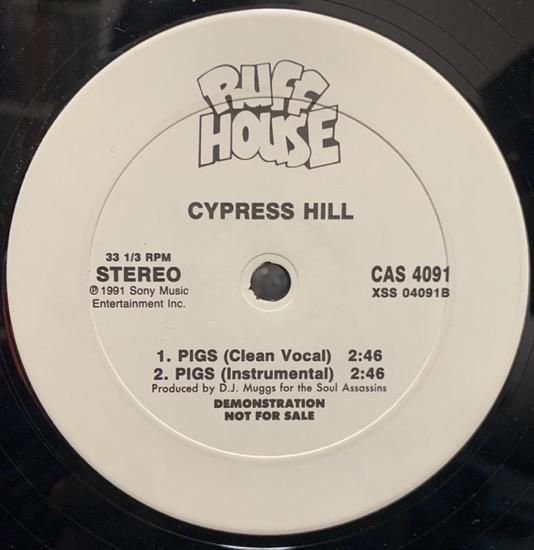 RUFF
HOUSE
CYPRESS HILL
33 1/3 RPM
STEREO
℗ 1991 Sony Music
Entertainment Inc.
CAS 4091
XSS 04091B
1. PIGS (Clean Vocal) 2:46
2. PIGS (Instrumental) 2:46
Produced by D.J. Muggs for the Soul Assassins
DEMONSTRATION
NOT FOR SALE